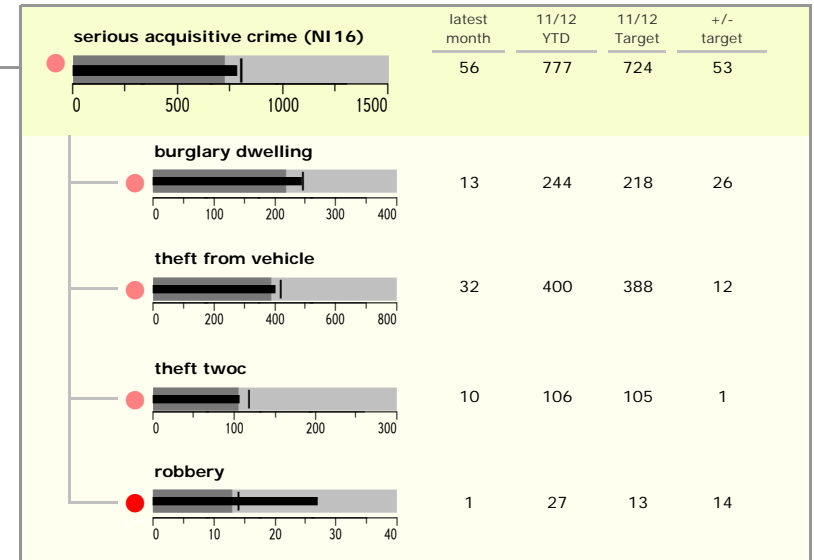 latest 11/12 11/12 +/-
serious acquisitive crime (NI16) month YTD Target target
56 777 724 53
0 500 1000 1500
burglary dwelling
13 244 218 26
0 100 200 300 400
theft from vehicle
32 400 388 12
0 200 400 600 800
theft twoc
10 106 105 1
0 100 200 300
robbery
1 27 13 14
0 10 20 30 40